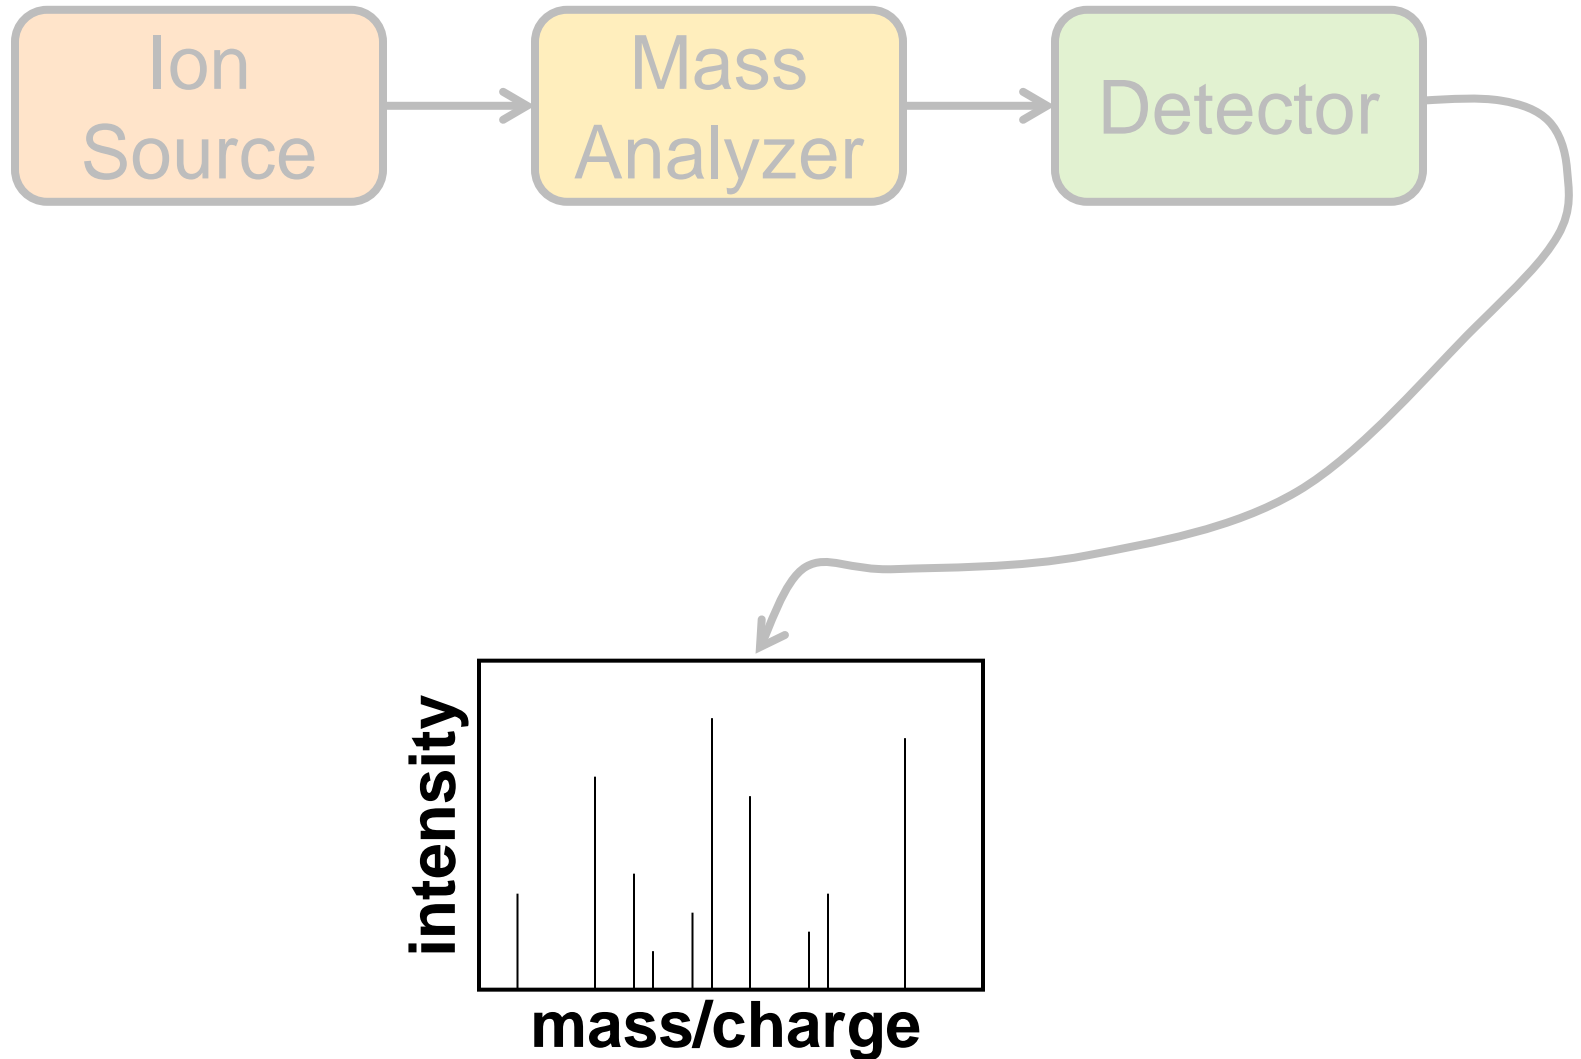 Ion
Source
Mass
Analyzer
Detector
intensity
mass/charge